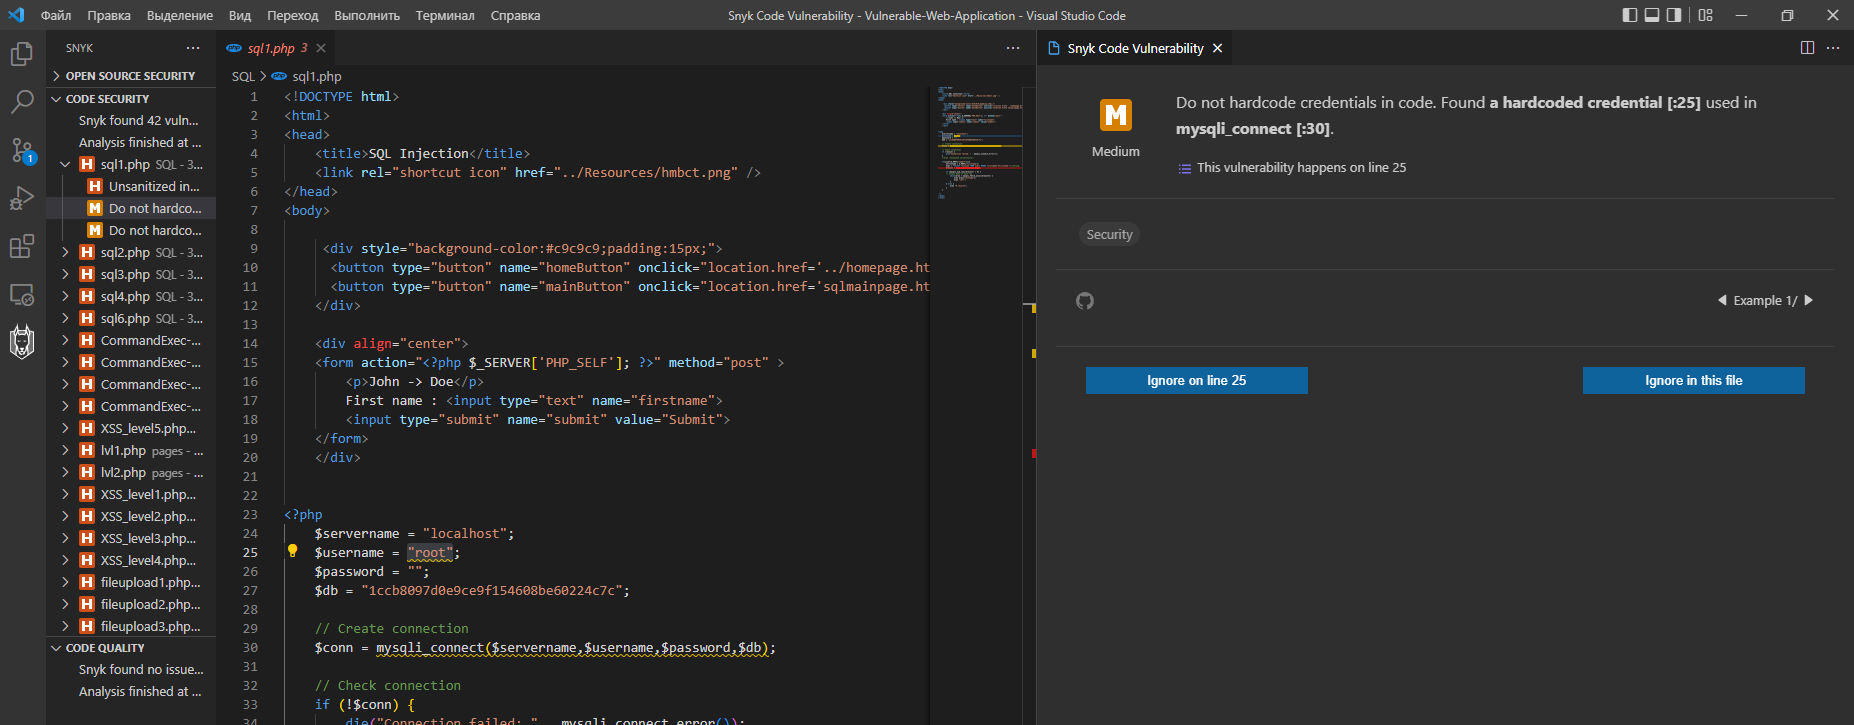 Файл Правка Выделение Вид Переход Выполнить Терминал Справка
Snyk Code Vulnerability - Vulnerable-Web-Application - Visual Studio Code
SNYK ...
OPEN SOURCE SECURITY
CODE SECURITY
Snyk found 42 vuln...
Analysis finished at ...
H sql1.php SQL - 3...
H Unsanitized in...
M Do not hardco...
M Do not hardco...
H sql2.php SQL - 3...
H sql3.php SQL - 3...
H sql4.php SQL - 3...
H sql6.php SQL - 3...
H CommandExec-...
H CommandExec-...
H CommandExec-...
H CommandExec-...
H XSS_level5.php...
H lvl1.php pages - ...
H lvl2.php pages - ...
H XSS_level1.php...
H XSS_level2.php...
H XSS_level3.php...
H XSS_level4.php...
H fileupload1.php...
H fileupload2.php...
H fileupload3.php...
CODE QUALITY
Snyk found no issue...
Analysis finished at ...
1
php sql1.php 3
SQL > php sql1.php
1 <!DOCTYPE html>
2 <html>
3 <head>
4 <title>SQL Injection</title>
5 <link rel="shortcut icon" href="../Resources/hmbct.png" />
6 </head>
7 <body>
8
9 <div style="background-color:#c9c9c9;padding:15px;">
10 <button type="button" name="homeButton" onclick="location.href='../homepage.ht
11 <button type="button" name="mainButton" onclick="location.href='sqlmainpage.ht
12 </div>
13
14 <div align="center">
15 <form action="<?php $_SERVER['PHP_SELF']; ?>" method="post" >
16 <p>John -> Doe</p>
17 First name : <input type="text" name="firstname">
18 <input type="submit" name="submit" value="Submit">
19 </form>
20 </div>
21
22
23 <?php
24 $servername = "localhost";
25 $username = "root";
26 $password = "";
27 $db = "1ccb8097d0e9ce9f154608be60224c7c";
28
29 // Create connection
30 $conn = mysqli_connect($servername,$username,$password,$db);
31
32 // Check connection
33 if (!$conn) {
34 die("Connection failed: " . mysqli_connect_error());
Snyk Code Vulnerability
M
Medium
Do not hardcode credentials in code. Found a hardcoded credential [:25] used in
mysqli_connect [:30].
This vulnerability happens on line 25
Security
Example 1/
Ignore on line 25
Ignore in this file